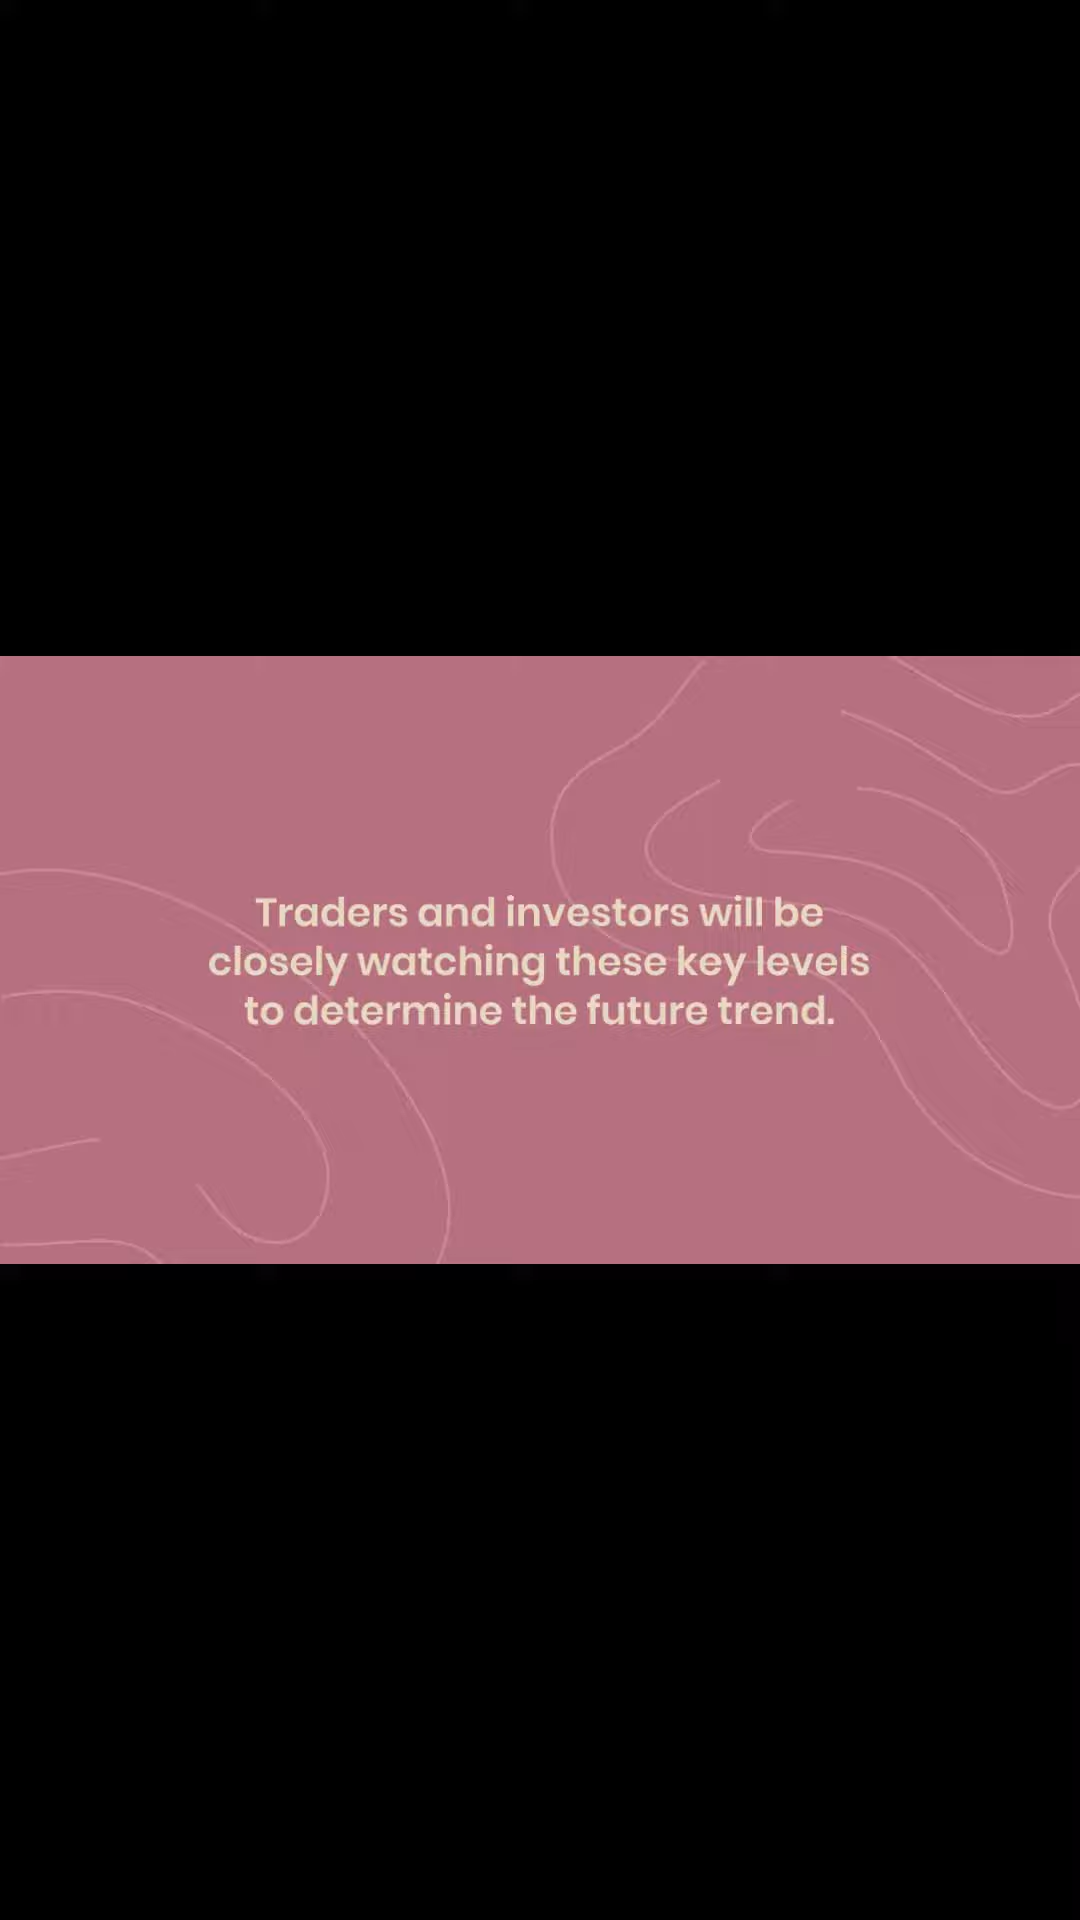 Traders and investors will be
closely watching these key levels
to determine the future trend.